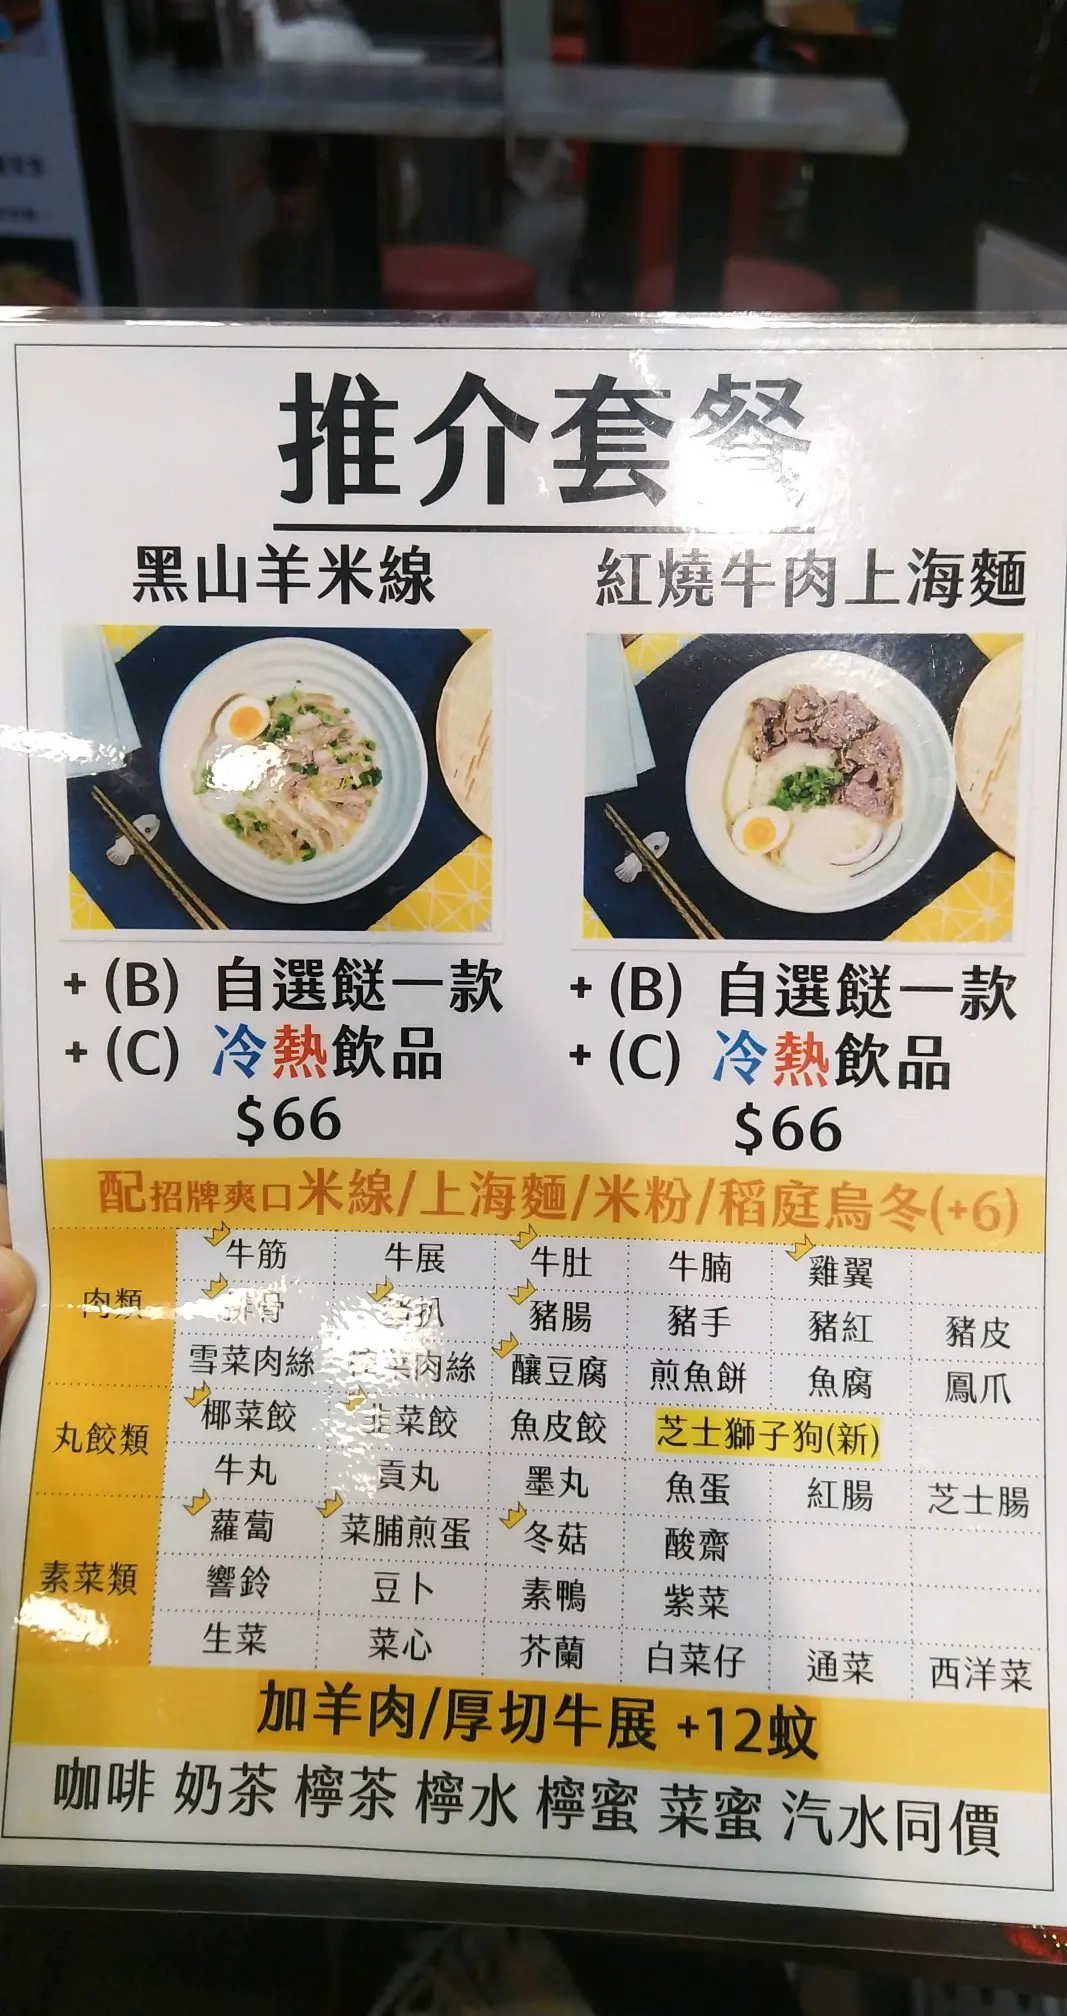 推介套餐
黑山羊米線 紅燒牛肉上海麵
+ (B) 自選餸一款 + (B) 自選餸一款
+ (C) 冷熱飲品 + (C) 冷熱飲品
$66 $66
配招牌爽口米線/上海麵/米粉/稻庭烏冬(+6)
肉類
牛筋 牛展 牛肚 牛腩 雞翼
排骨 豬扒 豬腸 豬手 豬紅 豬皮
雪菜肉絲 榨菜肉絲 釀豆腐 煎魚餅 魚腐 鳳爪
丸餃類
椰菜餃 韭菜餃 魚皮餃 芝士獅子狗(新)
牛丸 貢丸 墨丸 魚蛋 紅腸 芝士腸
素菜類
蘿蔔 菜脯煎蛋 冬菇 酸齋
響鈴 豆卜 素鴨 紫菜
生菜 菜心 芥蘭 白菜仔 通菜 西洋菜
加羊肉/厚切牛展 +12蚊
咖啡 奶茶 檸茶 檸水 檸蜜 菜蜜 汽水同價